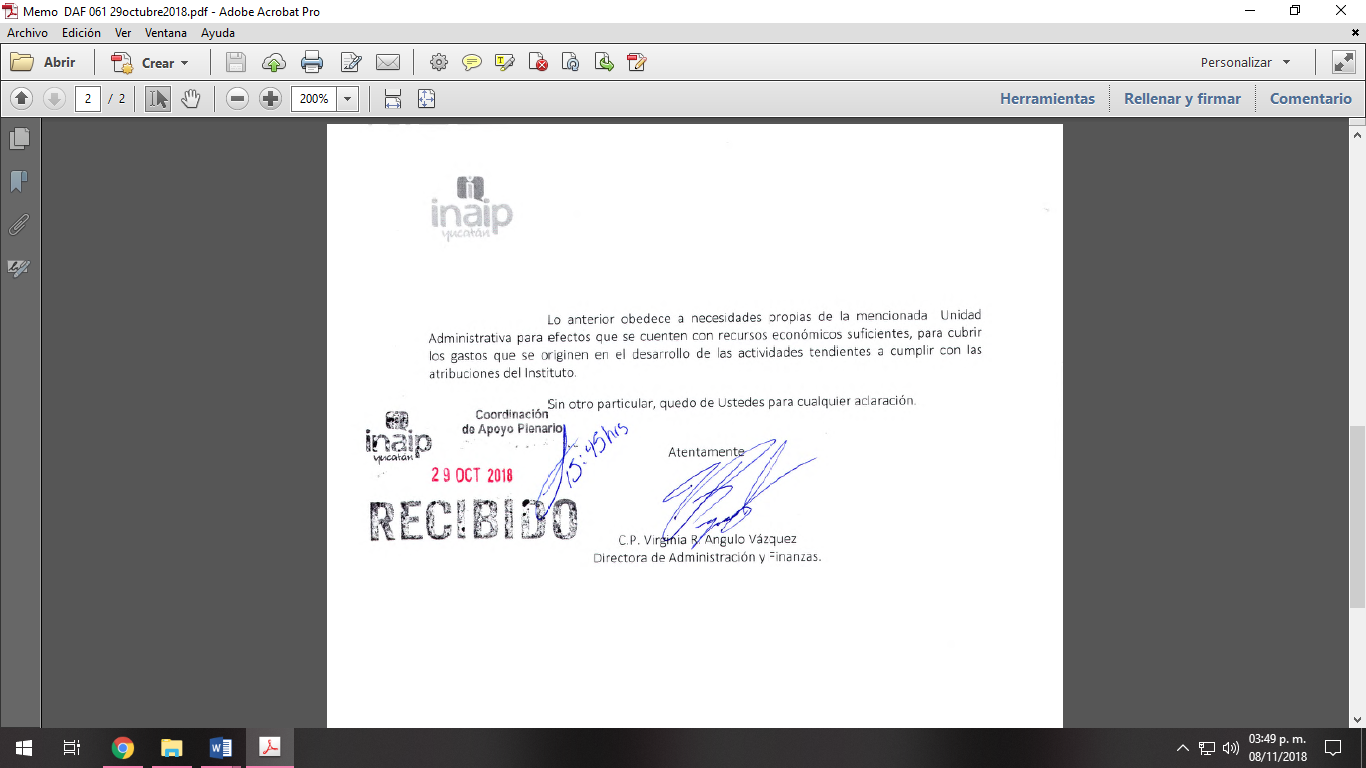 Memo DAF 061 29octubre2018.pdf - Adobe Acrobat Pro
Archivo Edición Ver Ventana Ayuda
Abrir Crear Personalizar
2 / 2 200% Herramientas Rellenar y firmar Comentario
inaip
yucatán
Lo anterior obedece a necesidades propias de la mencionada Unidad
Administrativa para efectos que se cuenten con recursos económicos suficientes, para cubrir
los gastos que se originen en el desarrollo de las actividades tendientes a cumplir con las
atribuciones del Instituto.
Sin otro particular, quedo de Ustedes para cualquier aclaración.
Coordinación
de Apoyo Plenario
inaip
yucatán
29 OCT 2018
15:45hrs
RECIBIDO
Atentamente
C.P. Virginia R. Angulo Vázquez
Directora de Administración y Finanzas.
03:49 p. m.
08/11/2018